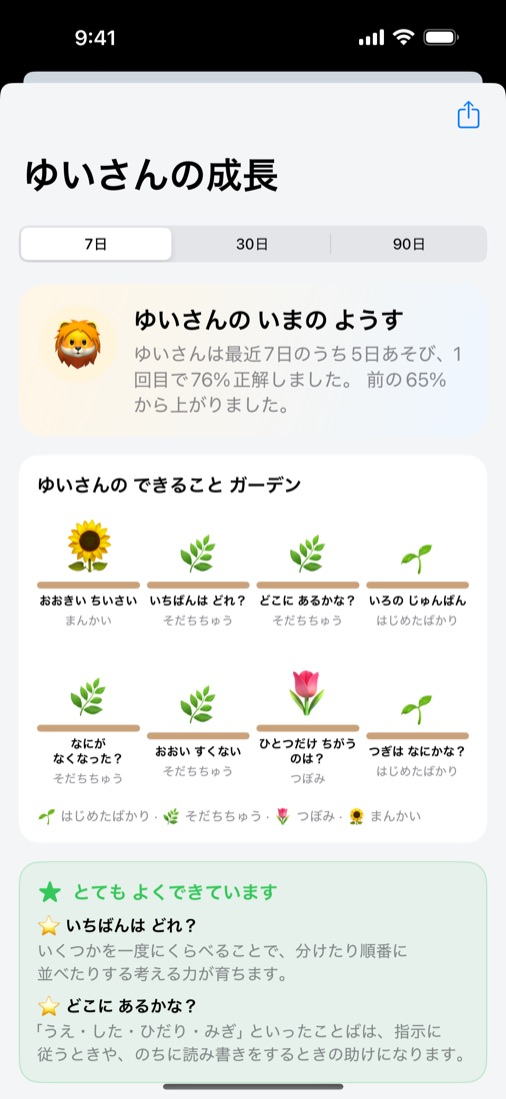 9:41
ゆいさんの成長
7日 30日 90日
ゆいさんの いまの ようす
ゆいさんは最近7日のうち5日あそび、1
回目で76%正解しました。 前の65%
から上がりました。
ゆいさんの できること ガーデン
おおきい ちいさい いちばんは どれ? どこに あるかな? いろの じゅんばん
まんかい そだちちゅう そだちちゅう はじめたばかり
なにが
なくなった?
そだちちゅう
おおい すくない
そだちちゅう
ひとつだけ ちがう
のは?
つぼみ
つぎは なにかな?
はじめたばかり
はじめたばかり · そだちちゅう · つぼみ · まんかい
とても よくできています
いちばんは どれ?
いくつかを一度にくらべることで、分けたり順番に
並べたりする考える力が育ちます。
どこに あるかな?
「うえ・した・ひだり・みぎ」といったことばは、指示に
従うときや、のちに読み書きをするときの助けになります。